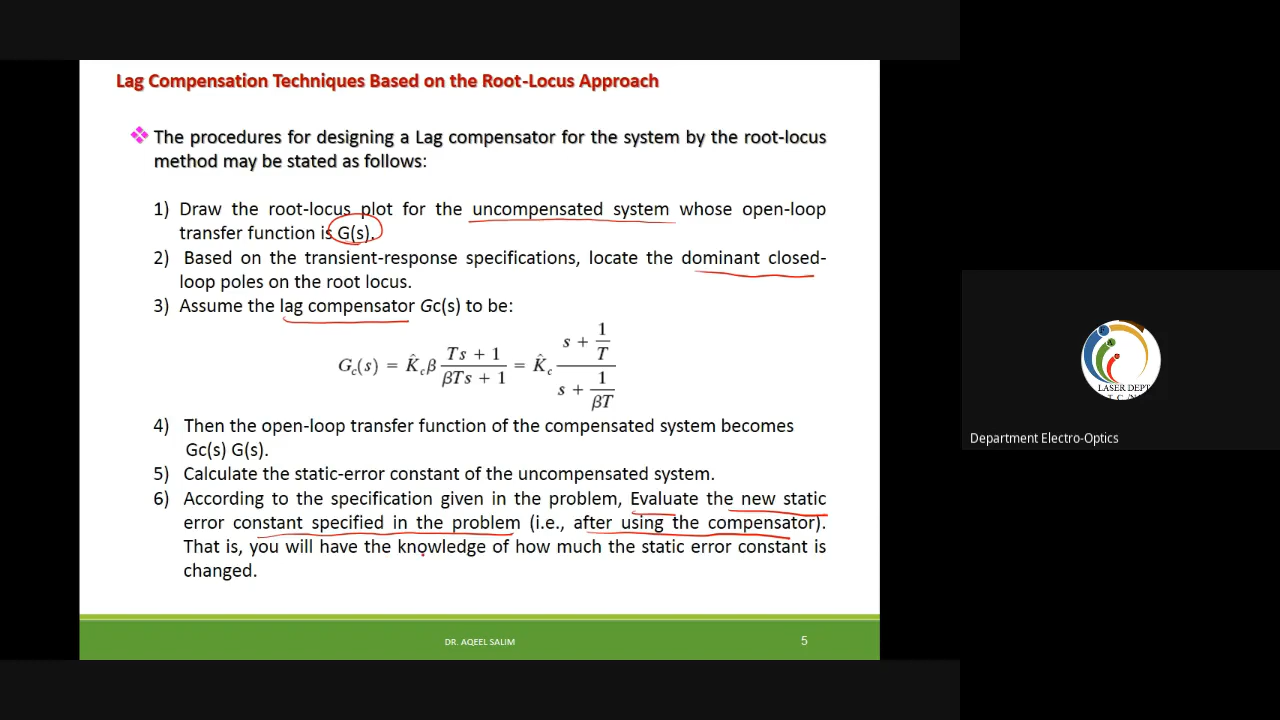 Lag Compensation Techniques Based on the Root-Locus Approach
❖ The procedures for designing a Lag compensator for the system by the root-locus
method may be stated as follows:
1) Draw the root-locus plot for the uncompensated system whose open-loop
transfer function is G(s).
2) Based on the transient-response specifications, locate the dominant closed-
loop poles on the root locus.
3) Assume the lag compensator Gc(s) to be:
G_c(s) = K̂_c β (Ts + 1)/(βTs + 1) = K̂_c (s + 1/T)/(s + 1/(βT))
4) Then the open-loop transfer function of the compensated system becomes
Gc(s) G(s).
5) Calculate the static-error constant of the uncompensated system.
6) According to the specification given in the problem, Evaluate the new static
error constant specified in the problem (i.e., after using the compensator).
That is, you will have the knowledge of how much the static error constant is
changed.
DR. AQEEL SALIM
5
LASER DEPT
Department Electro-Optics